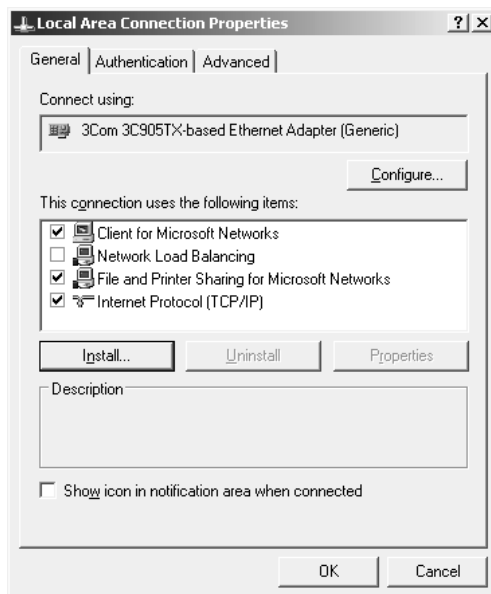 Local Area Connection Properties
General Authentication Advanced
Connect using:
3Com 3C905TX-based Ethernet Adapter (Generic)
Configure...
This connection uses the following items:
Client for Microsoft Networks
Network Load Balancing
File and Printer Sharing for Microsoft Networks
Internet Protocol (TCP/IP)
Install... Uninstall Properties
Description
Show icon in notification area when connected
OK Cancel